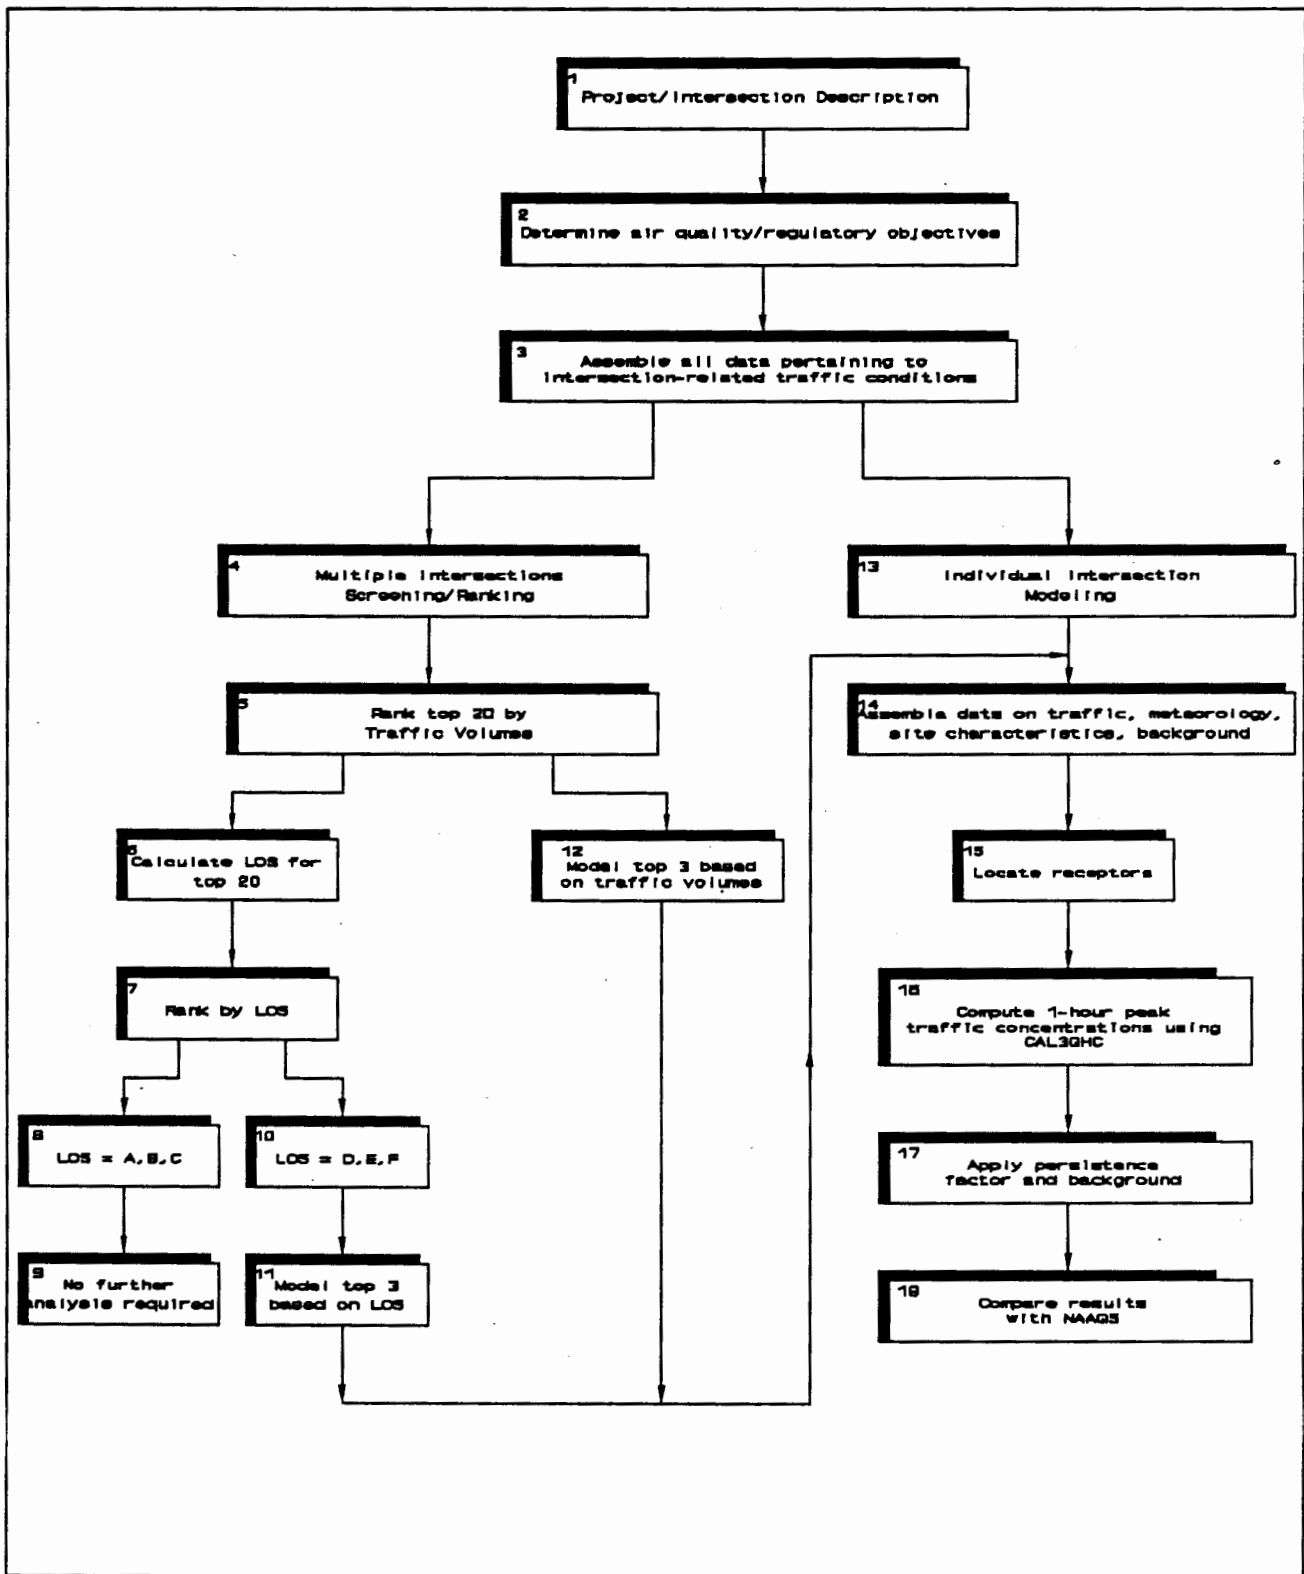 1
Project/Intersection Description
2
Determine air quality/regulatory objectives
3
Assemble all data pertaining to
intersection-related traffic conditions
4
Multiple Intersections
Screening/Ranking
5
Rank top 20 by
Traffic Volumes
6
Calculate LOS for
top 20
7
Rank by LOS
8
LOS = A,B,C
9
No further
analysis required
10
LOS = D,E,F
11
Model top 3
based on LOS
12
Model top 3 based
on traffic volumes
13
Individual Intersection
Modeling
14
Assemble data on traffic, meteorology,
site characteristics, background
15
Locate receptors
16
Compute 1-hour peak
traffic concentrations using
CAL3QHC
17
Apply persistence
factor and background
18
Compare results
with NAAQS